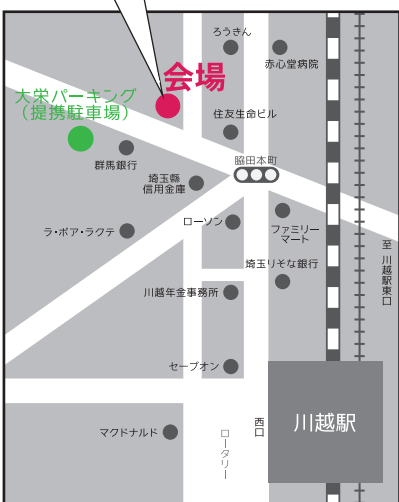 ろうきん
赤心堂病院
会場
大栄パーキング
（提携駐車場）
住友生命ビル
群馬銀行
脇田本町
埼玉縣
信用金庫
ローソン
ファミリー
マート
ラ・ボア・ラクテ
至 川越駅東口
埼玉りそな銀行
川越年金事務所
セーブオン
西口
川越駅
マクドナルド
ロータリー